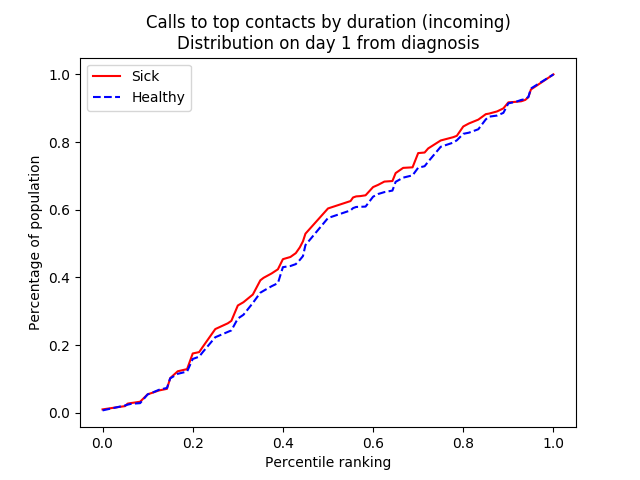 Calls to top contacts by duration (incoming)
Distribution on day 1 from diagnosis
Sick
Healthy
Percentage of population
1.0
0.8
0.6
0.4
0.2
0.0
0.0 0.2 0.4 0.6 0.8 1.0
Percentile ranking